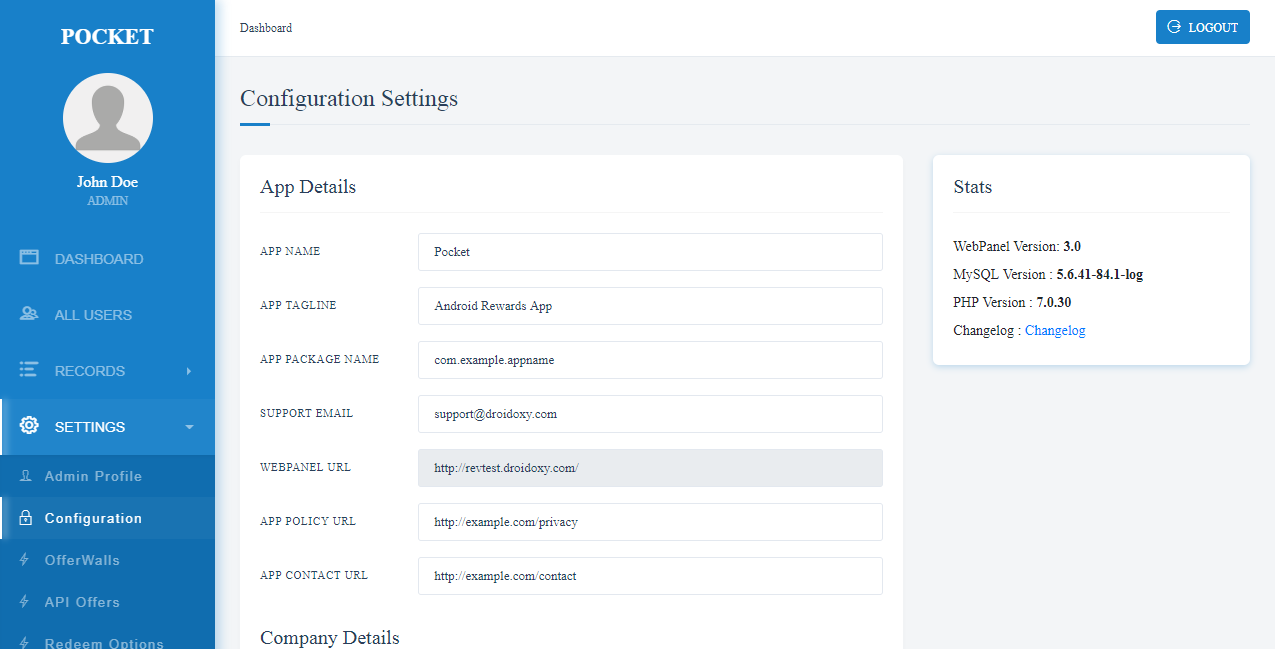 POCKET
John Doe
ADMIN
DASHBOARD
ALL USERS
RECORDS
SETTINGS
Admin Profile
Configuration
OfferWalls
API Offers
Redeem Options
Dashboard
LOGOUT
Configuration Settings
App Details
APP NAME Pocket
APP TAGLINE Android Rewards App
APP PACKAGE NAME com.example.appname
SUPPORT EMAIL support@droidoxy.com
WEBPANEL URL http://revtest.droidoxy.com/
APP POLICY URL http://example.com/privacy
APP CONTACT URL http://example.com/contact
Company Details
Stats
WebPanel Version: 3.0
MySQL Version : 5.6.41-84.1-log
PHP Version : 7.0.30
Changelog : Changelog